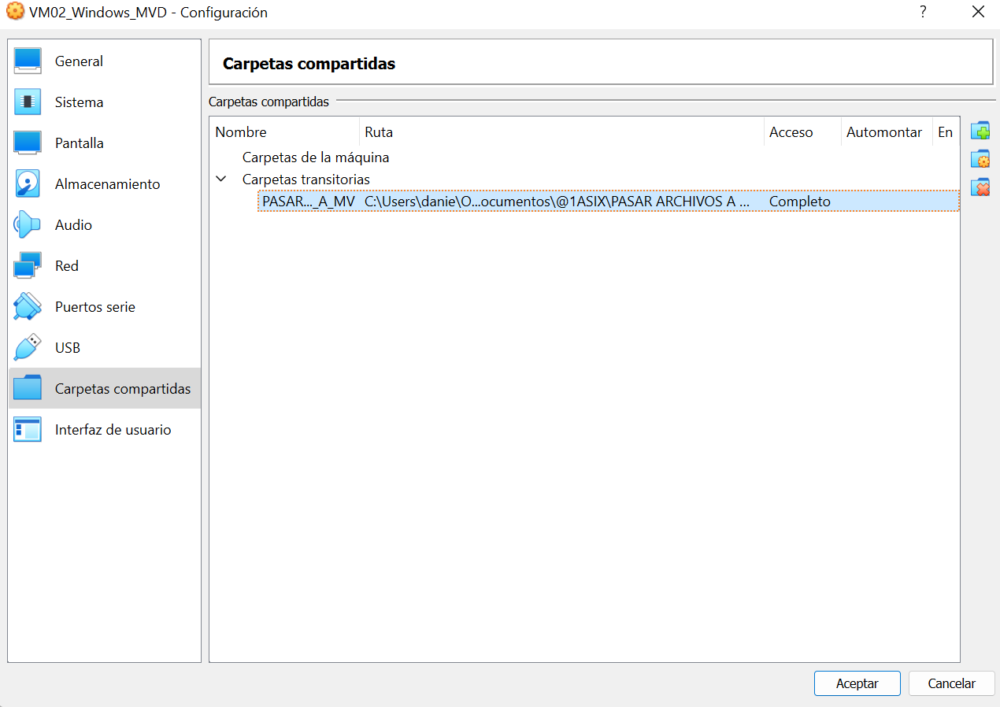 VM02_Windows_MVD - Configuración
?
General
Sistema
Pantalla
Almacenamiento
Audio
Red
Puertos serie
USB
Carpetas compartidas
Interfaz de usuario
Carpetas compartidas
Carpetas compartidas
Nombre Ruta Acceso Automontar En
Carpetas de la máquina
Carpetas transitorias
PASAR..._A_MV C:\Users\danie\O...ocumentos\@1ASIX\PASAR ARCHIVOS A ... Completo
Aceptar Cancelar